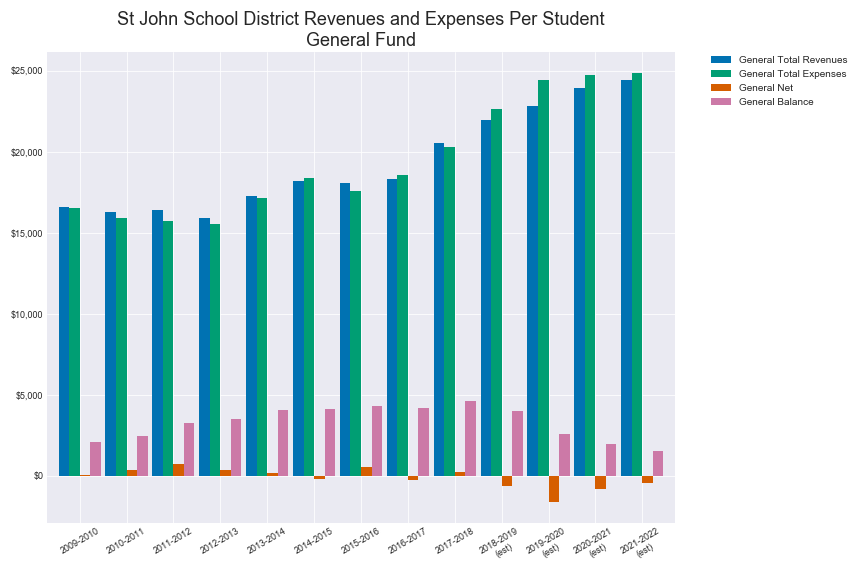 St John School District Revenues and Expenses Per Student
General Fund
General Total Revenues
General Total Expenses
General Net
General Balance
$25,000
$20,000
$15,000
$10,000
$5,000
$0
2009-2010
2010-2011
2011-2012
2012-2013
2013-2014
2014-2015
2015-2016
2016-2017
2017-2018
2018-2019
(est)
2019-2020
(est)
2020-2021
(est)
2021-2022
(est)